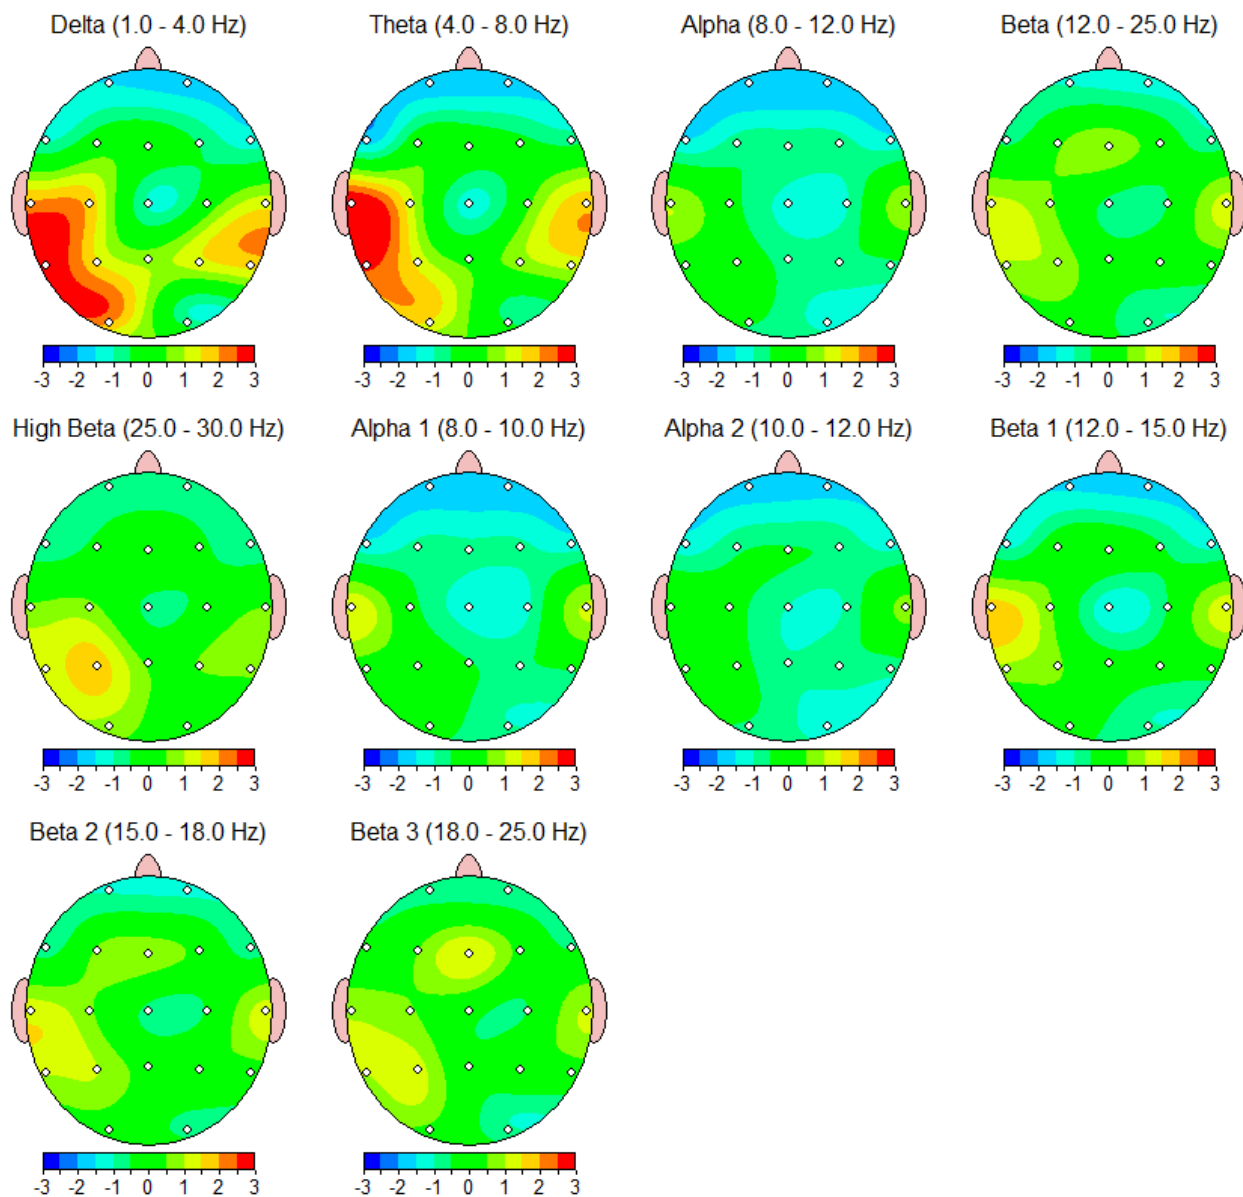 Delta (1.0 - 4.0 Hz)
Theta (4.0 - 8.0 Hz)
Alpha (8.0 - 12.0 Hz)
Beta (12.0 - 25.0 Hz)
-3 -2 -1 0 1 2 3
-3 -2 -1 0 1 2 3
-3 -2 -1 0 1 2 3
-3 -2 -1 0 1 2 3
High Beta (25.0 - 30.0 Hz)
Alpha 1 (8.0 - 10.0 Hz)
Alpha 2 (10.0 - 12.0 Hz)
Beta 1 (12.0 - 15.0 Hz)
-3 -2 -1 0 1 2 3
-3 -2 -1 0 1 2 3
-3 -2 -1 0 1 2 3
-3 -2 -1 0 1 2 3
Beta 2 (15.0 - 18.0 Hz)
Beta 3 (18.0 - 25.0 Hz)
-3 -2 -1 0 1 2 3
-3 -2 -1 0 1 2 3